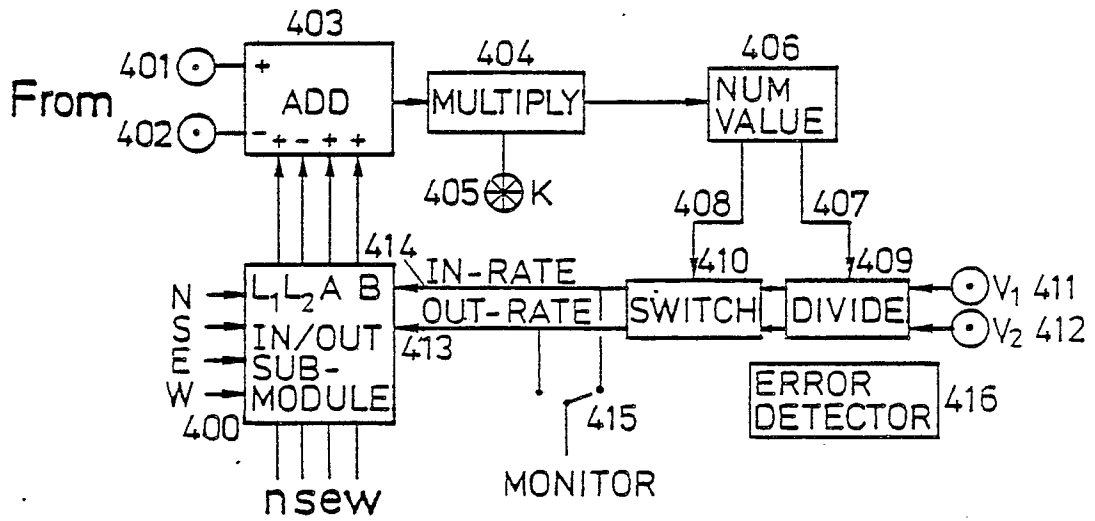 403
401
+
404
406
From
ADD
MULTIPLY
NUM
VALUE
402
-
+ - + +
405
K
408
407
414
410
409
N
L1 L2 A B
IN-RATE
SWITCH
DIVIDE
V1 411
S
IN/OUT
OUT-RATE
V2 412
E
SUB-
413
W
MODULE
ERROR
DETECTOR
416
400
415
MONITOR
n s e w